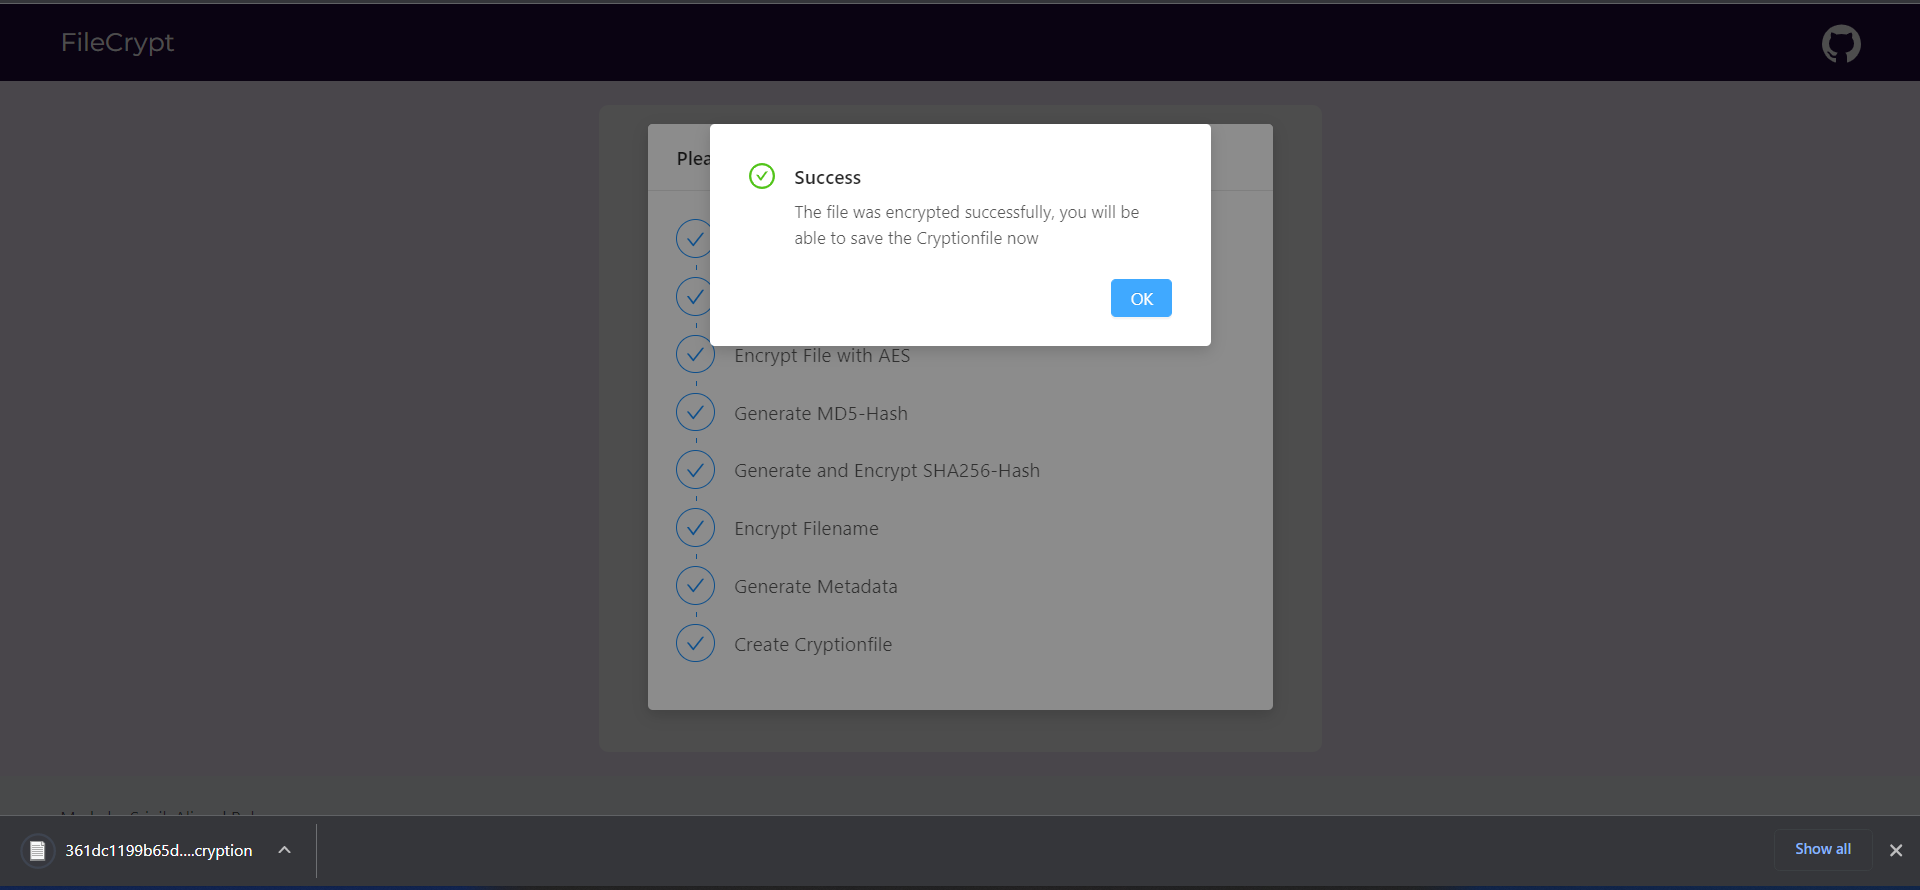 FileCrypt
Plea
Success
The file was encrypted successfully, you will be
able to save the Cryptionfile now
OK
Encrypt File with AES
Generate MD5-Hash
Generate and Encrypt SHA256-Hash
Encrypt Filename
Generate Metadata
Create Cryptionfile
361dc1199b65d....cryption
Show all